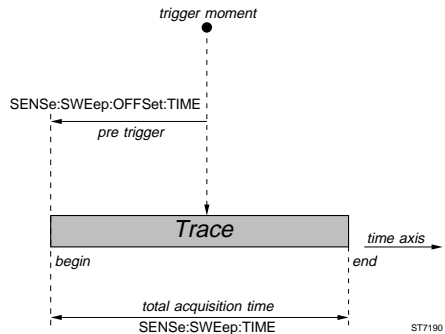 trigger moment
SENSe:SWEep:OFFSet:TIME
pre trigger
Trace
time axis
begin
end
total acquisition time
SENSe:SWEep:TIME
ST7190